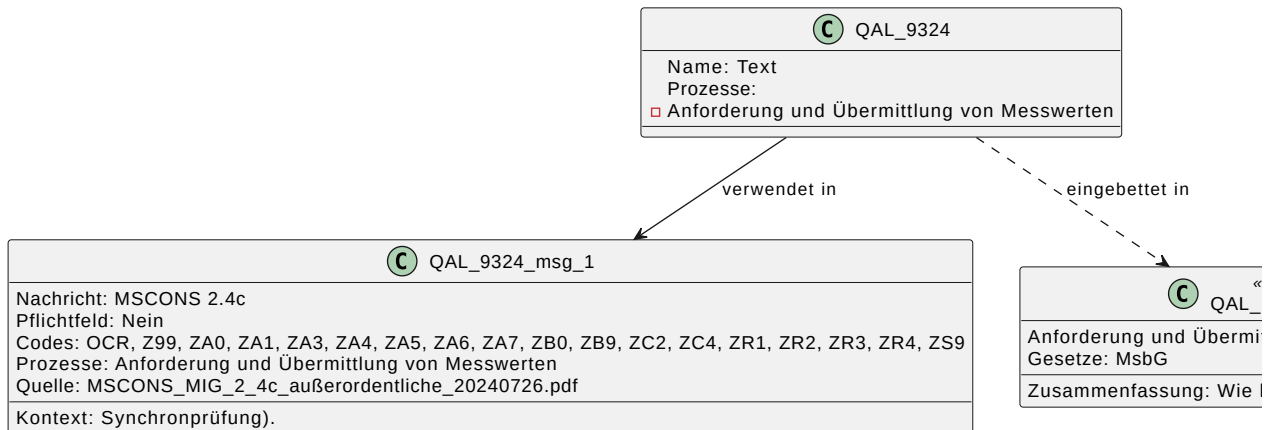 C QAL_9324
Name: Text
Prozesse:
Anforderung und Übermittlung von Messwerten
verwendet in
eingebettet in
C QAL_9324_msg_1
Nachricht: MSCONS 2.4c
Pflichtfeld: Nein
Codes: OCR, Z99, ZA0, ZA1, ZA3, ZA4, ZA5, ZA6, ZA7, ZB0, ZB9, ZC2, ZC4, ZR1, ZR2, ZR3, ZR4, ZS9
Prozesse: Anforderung und Übermittlung von Messwerten
Quelle: MSCONS_MIG_2_4c_außerordentliche_20240726.pdf
Kontext: Synchronprüfung).
«
C QAL_
Anforderung und Übermit
Gesetze: MsbG
Zusammenfassung: Wie